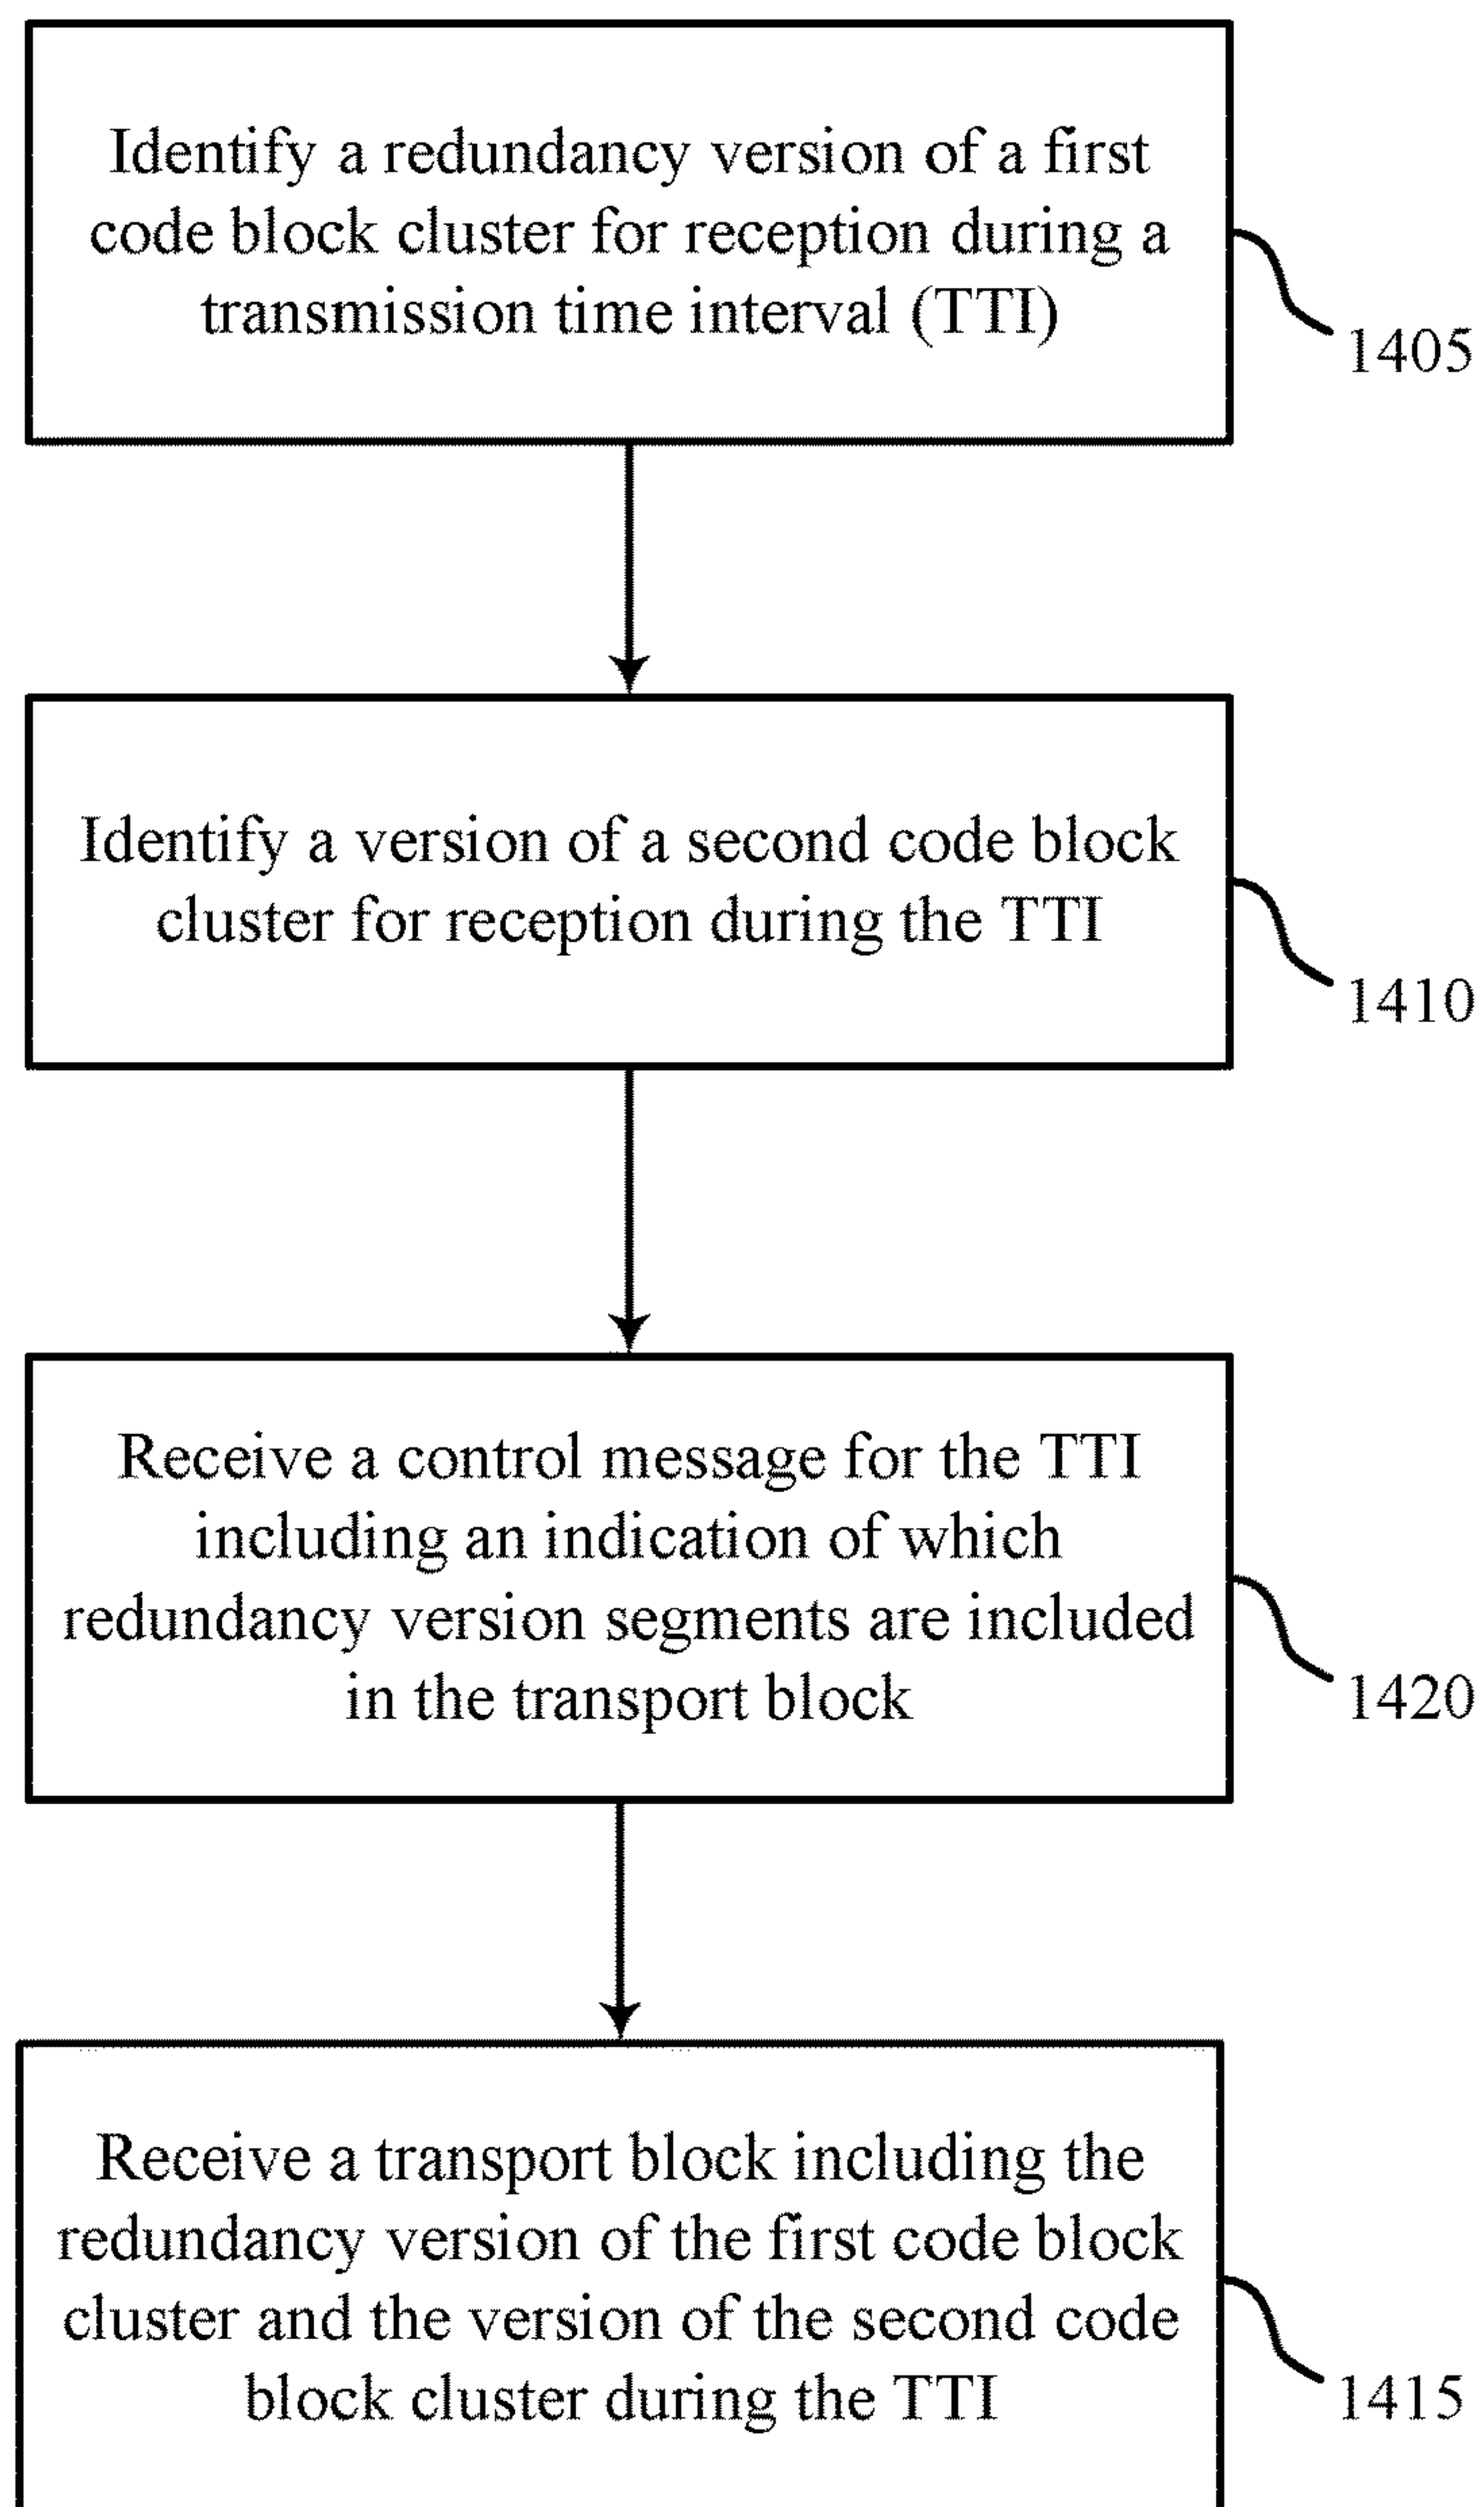 Identify a redundancy version of a first
code block cluster for reception during a
transmission time interval (TTI)
1405
Identify a version of a second code block
cluster for reception during the TTI
1410
Receive a control message for the TTI
including an indication of which
redundancy version segments are included
in the transport block
1420
Receive a transport block including the
redundancy version of the first code block
cluster and the version of the second code
block cluster during the TTI
1415